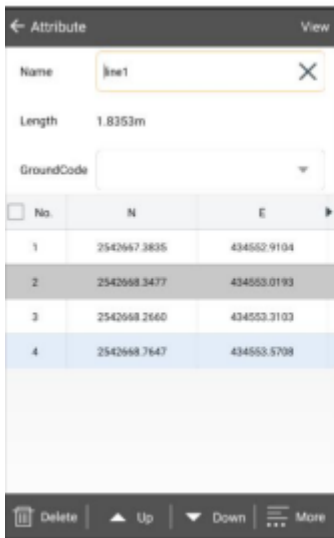 Attribute View
Name line1
Length 1.8353m
GroundCode
No. N E
1 2542667.3835 434552.9104
2 2542668.3477 434553.0193
3 2542668.2660 434553.3103
4 2542668.7647 434553.5708
Delete Up Down More